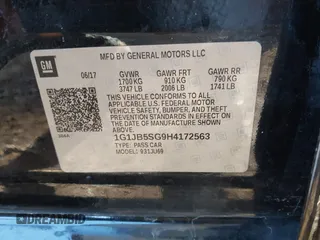 MFD BY GENERAL MOTORS LLC
GM
06/17 GVWR GAWR FRT GAWR RR
1700 KG 910 KG 790 KG
3747 LB 2006 LB 1741 LB
THIS VEHICLE CONFORMS TO ALL APPLICABLE
U.S. FEDERAL MOTOR VEHICLE SAFETY, BUMPER,
AND THEFT PREVENTION STANDARDS IN EFFECT ON
THE DATE OF MANUFACTURE SHOWN ABOVE.
1G1JB5SG9H4172563
TYPE: PASS CAR
MODEL: 931JU69
DREAMBID